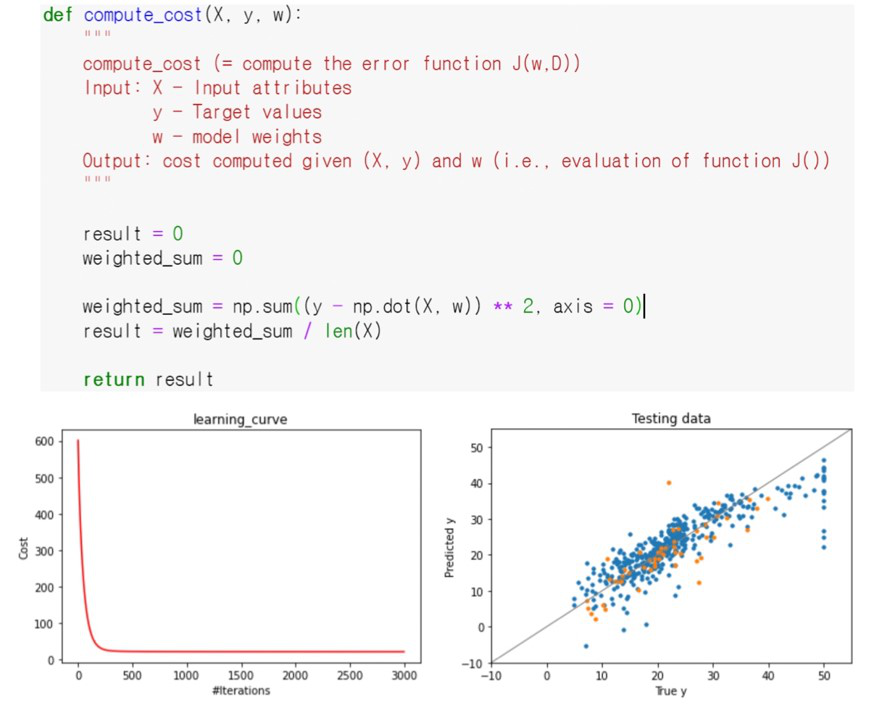 def compute_cost(X, y, w):
"""
compute_cost (= compute the error function J(w,D))
Input: X - Input attributes
y - Target values
w - model weights
Output: cost computed given (X, y) and w (i.e., evaluation of function J())
"""
result = 0
weighted_sum = 0
weighted_sum = np.sum((y - np.dot(X, w)) ** 2, axis = 0)
result = weighted_sum / len(X)
return result
learning_curve
600
500
400
300
200
100
0
Cost
0 500 1000 1500 2000 2500 3000
#Iterations
Testing data
50
40
30
20
10
0
−10
Predicted y
−10 0 10 20 30 40 50
True y